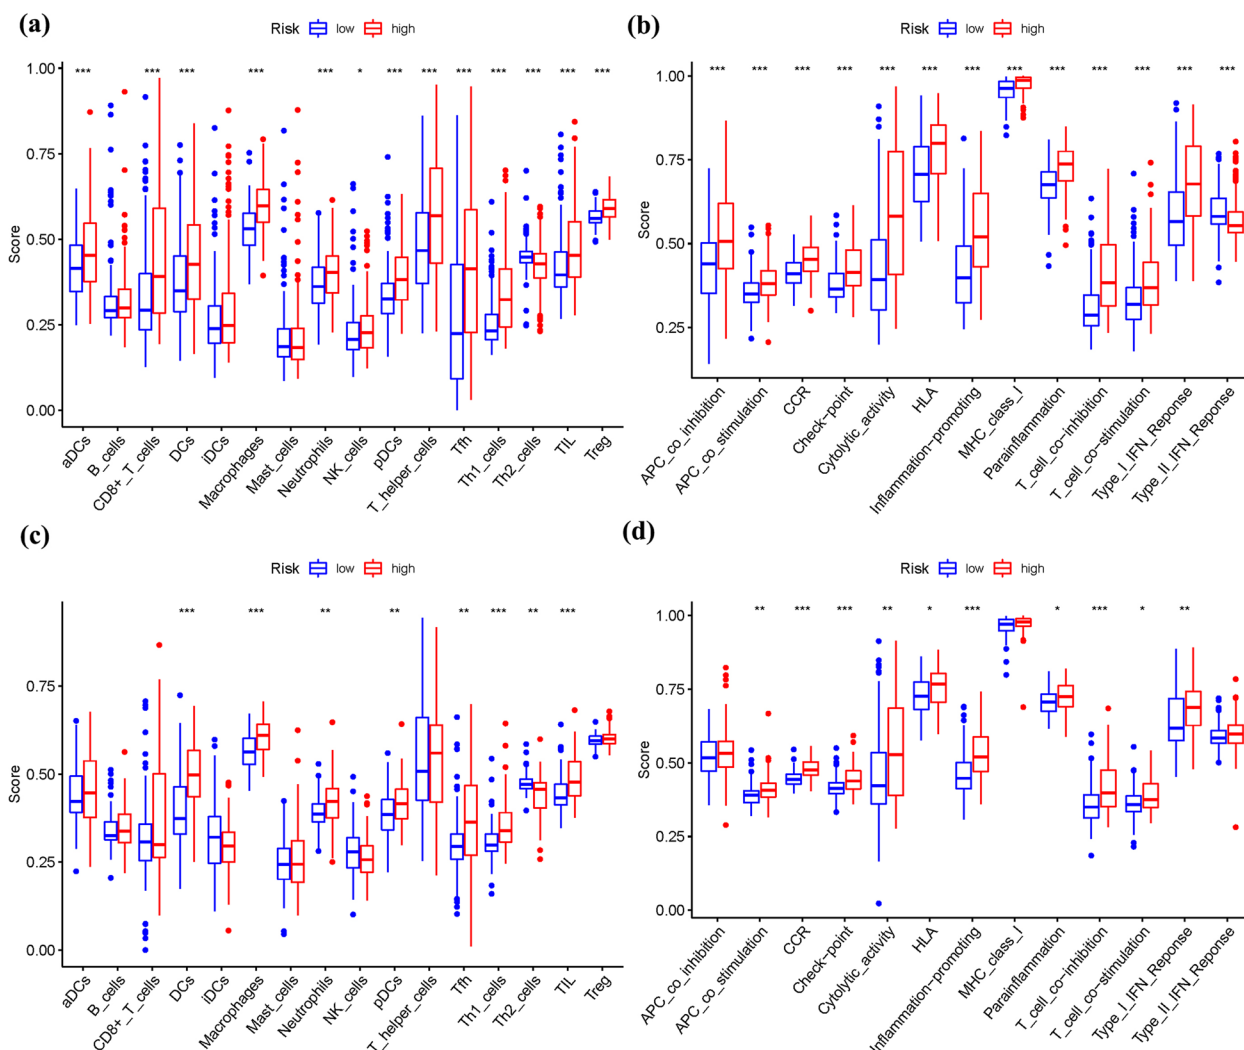 (a)
Risk low high
*** *** *** *** *** * *** *** *** *** *** *** ***
1.00
0.75
0.50
0.25
0.00
Score
aDCs
B_cells
CD8+_T_cells
DCs
iDCs
Macrophages
Mast_cells
Neutrophils
NK_cells
pDCs
T_helper_cells
Tfh
Th1_cells
Th2_cells
TIL
Treg
(b)
Risk low high
*** *** *** *** *** *** *** *** *** *** *** *** ***
1.00
0.75
0.50
0.25
Score
APC_co_inhibition
APC_co_stimulation
CCR
Check-point
Cytolytic_activity
HLA
Inflammation-promoting
MHC_class_I
Parainflammation
T_cell_co-inhibition
T_cell_co-stimulation
Type_I_IFN_Reponse
Type_II_IFN_Reponse
(c)
Risk low high
*** *** ** ** ** *** ** ***
0.75
0.50
0.25
0.00
Score
aDCs
B_cells
CD8+_T_cells
DCs
iDCs
Macrophages
Mast_cells
Neutrophils
NK_cells
pDCs
T_helper_cells
Tfh
Th1_cells
Th2_cells
TIL
Treg
(d)
Risk low high
** *** *** ** * *** * *** * **
1.00
0.75
0.50
0.25
0.00
Score
APC_co_inhibition
APC_co_stimulation
CCR
Check-point
Cytolytic_activity
HLA
Inflammation-promoting
MHC_class_I
Parainflammation
T_cell_co-inhibition
T_cell_co-stimulation
Type_I_IFN_Reponse
Type_II_IFN_Reponse